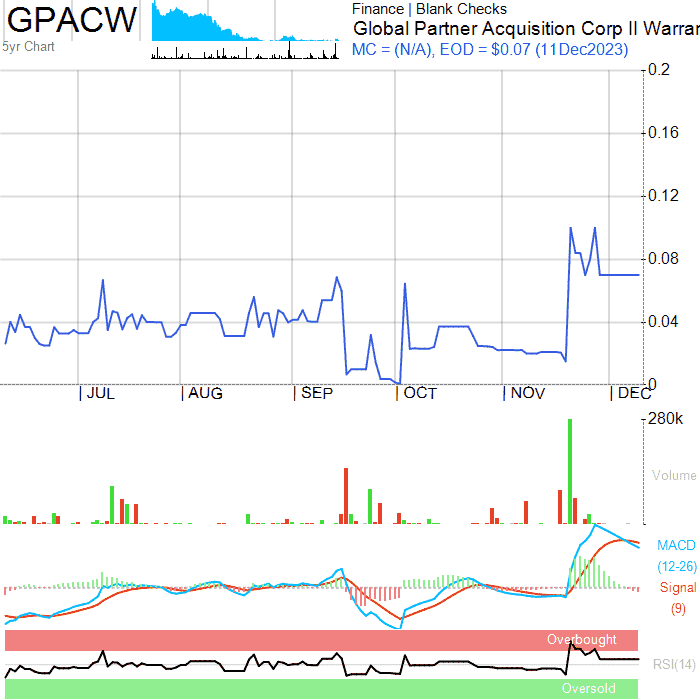 GPACW
5yr Chart
Finance | Blank Checks
Global Partner Acquisition Corp II Warran
MC = (N/A), EOD = $0.07 (11Dec2023)
0.2
0.16
0.12
0.08
0.04
0
| JUL | AUG | SEP | OCT | NOV | DEC
280k
Volume
MACD
(12-26)
Signal
(9)
Overbought
RSI(14)
Oversold